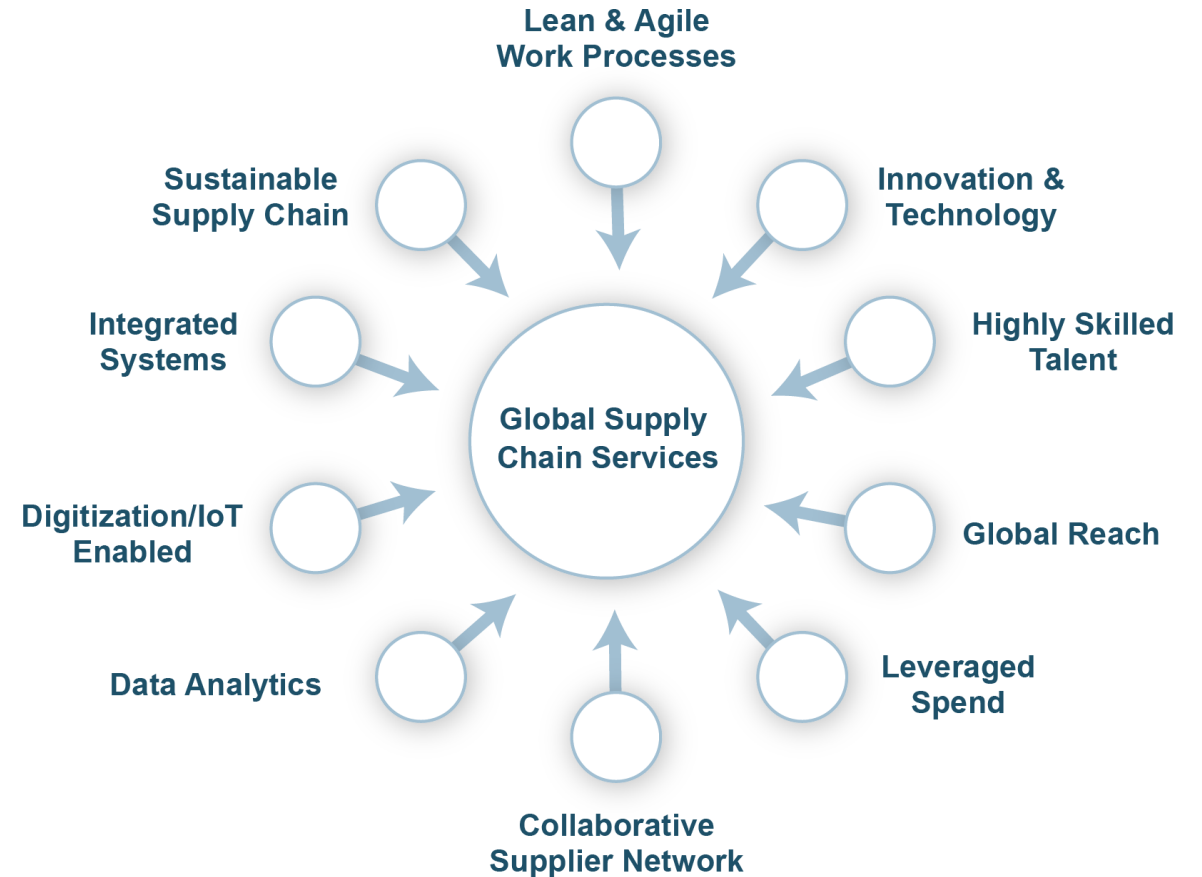 Lean & Agile
Work Processes
Sustainable
Supply Chain
Innovation &
Technology
Integrated
Systems
Highly Skilled
Talent
Global Supply
Chain Services
Digitization/IoT
Enabled
Global Reach
Data Analytics
Leveraged
Spend
Collaborative
Supplier Network